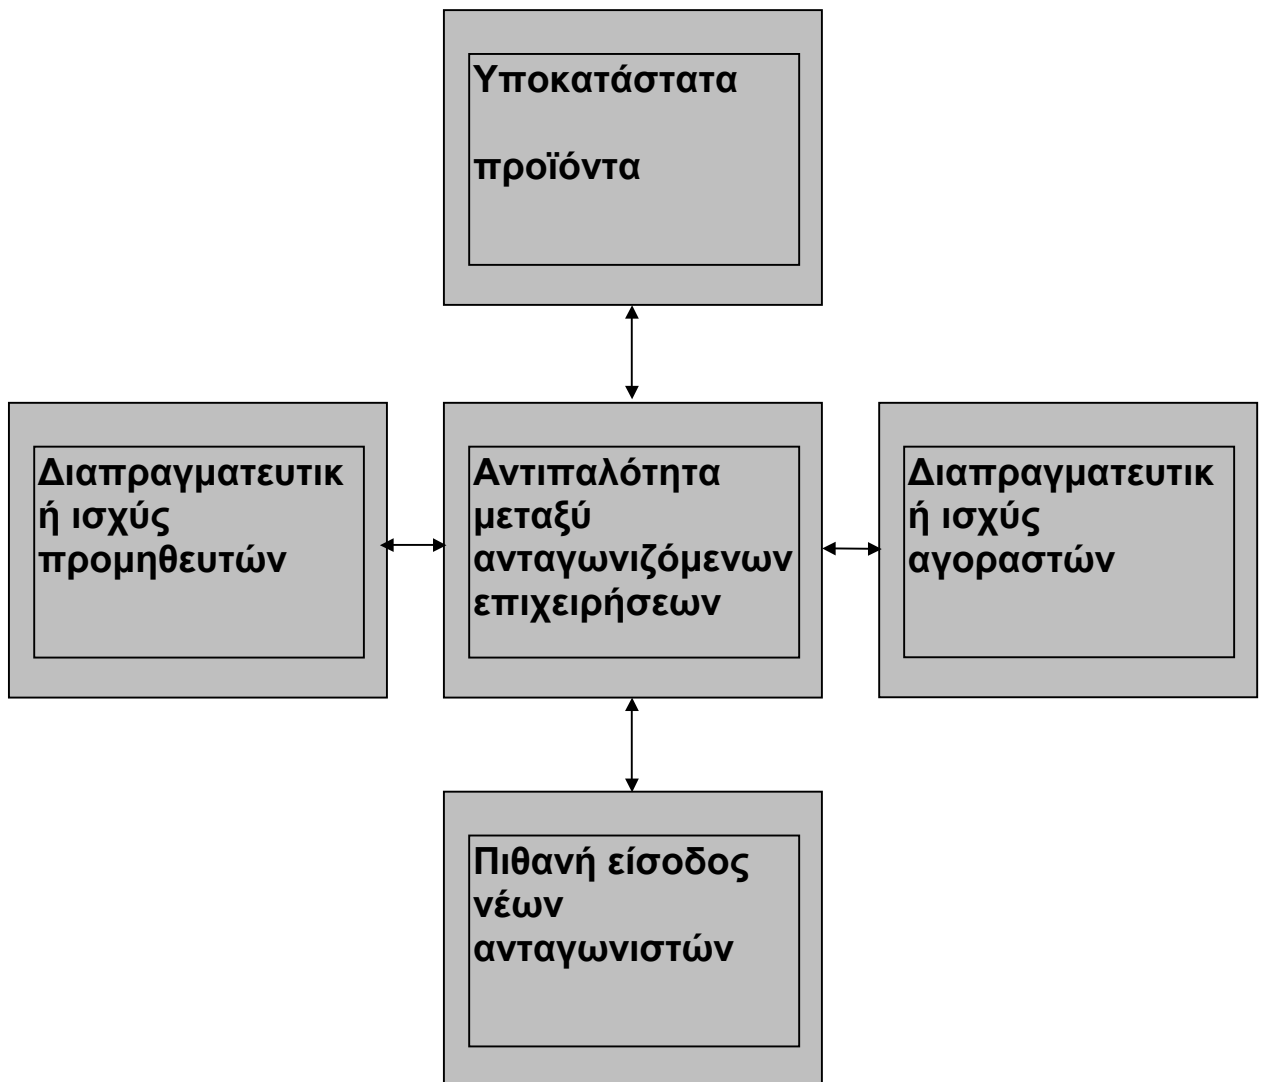 Υποκατάστατα
προϊόντα
Διαπραγματευτικ
ή ισχύς
προμηθευτών
Αντιπαλότητα
μεταξύ
ανταγωνιζόμενων
επιχειρήσεων
Διαπραγματευτικ
ή ισχύς
αγοραστών
Πιθανή είσοδος
νέων
ανταγωνιστών